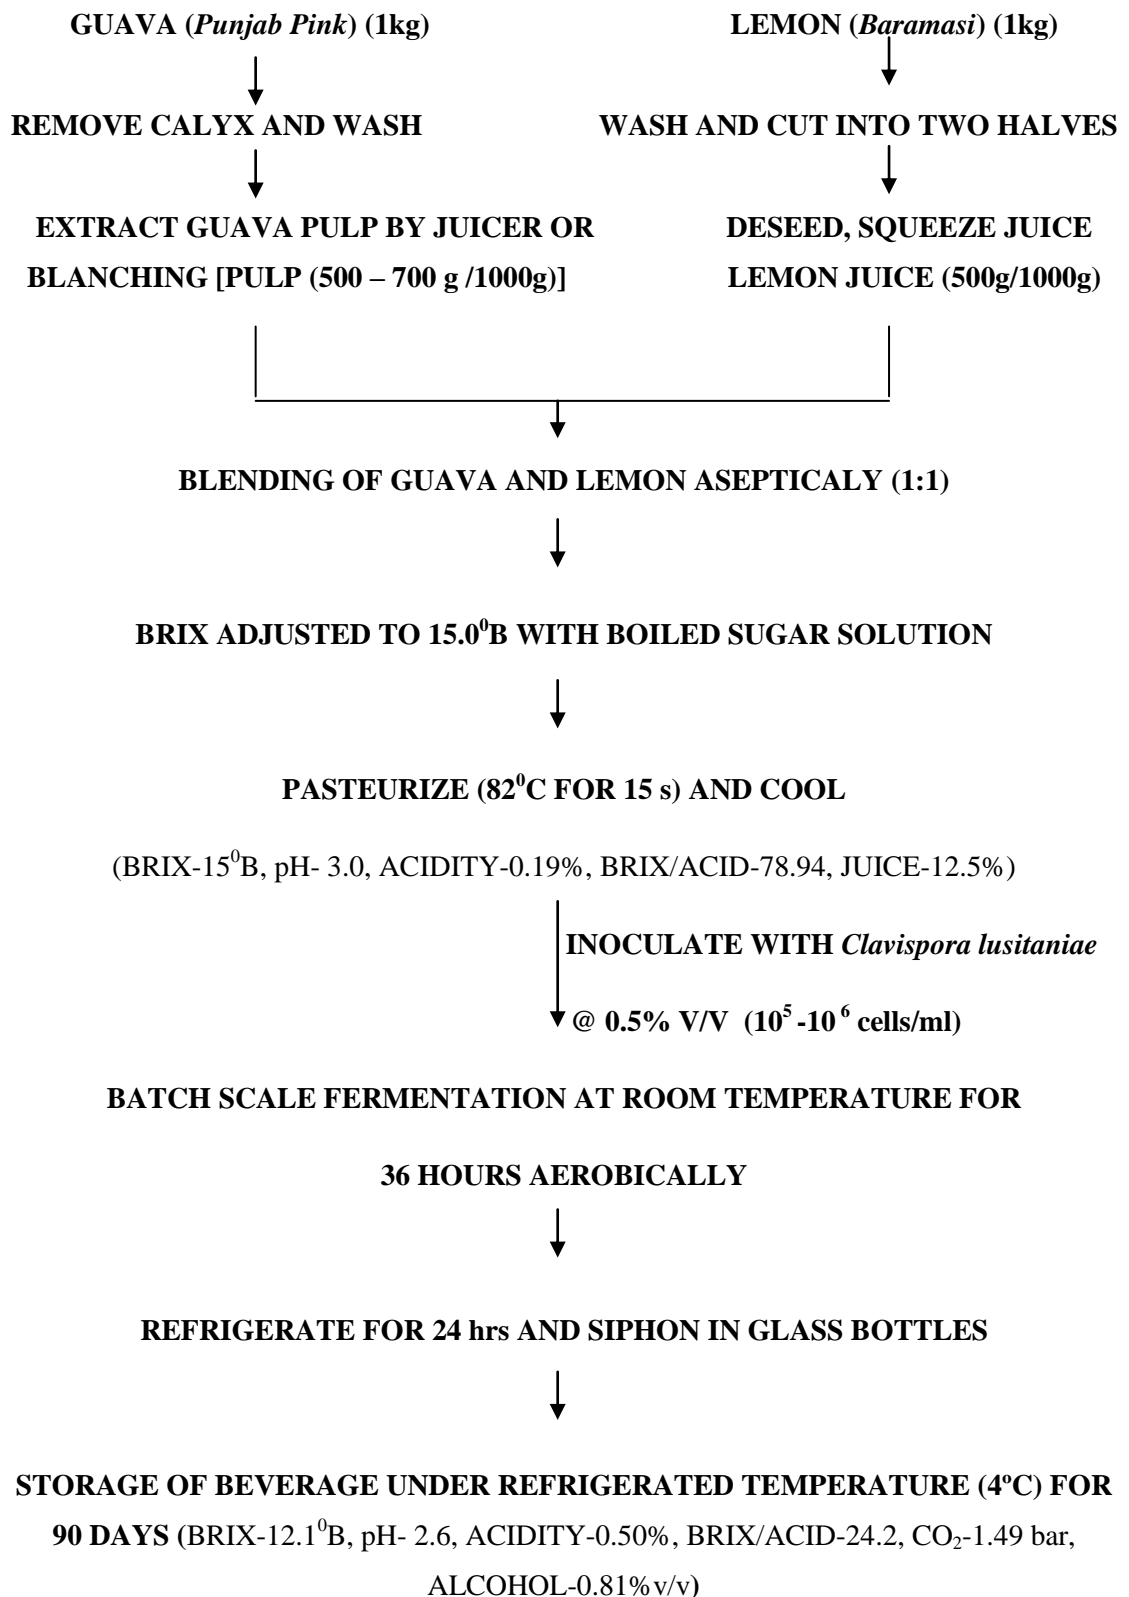 GUAVA (Punjab Pink) (1kg)
LEMON (Baramasi) (1kg)
REMOVE CALYX AND WASH
WASH AND CUT INTO TWO HALVES
EXTRACT GUAVA PULP BY JUICER OR
BLANCHING [PULP (500 – 700 g /1000g)]
DESEED, SQUEEZE JUICE
LEMON JUICE (500g/1000g)
BLENDING OF GUAVA AND LEMON ASEPTICALY (1:1)
BRIX ADJUSTED TO 15.0⁰B WITH BOILED SUGAR SOLUTION
PASTEURIZE (82⁰C FOR 15 s) AND COOL
(BRIX-15⁰B, pH- 3.0, ACIDITY-0.19%, BRIX/ACID-78.94, JUICE-12.5%)
INOCULATE WITH Clavispora lusitaniae
@ 0.5% V/V (10⁵ -10 ⁶ cells/ml)
BATCH SCALE FERMENTATION AT ROOM TEMPERATURE FOR
36 HOURS AEROBICALLY
REFRIGERATE FOR 24 hrs AND SIPHON IN GLASS BOTTLES
STORAGE OF BEVERAGE UNDER REFRIGERATED TEMPERATURE (4ºC) FOR
90 DAYS (BRIX-12.1⁰B, pH- 2.6, ACIDITY-0.50%, BRIX/ACID-24.2, CO₂-1.49 bar,
ALCOHOL-0.81%v/v)